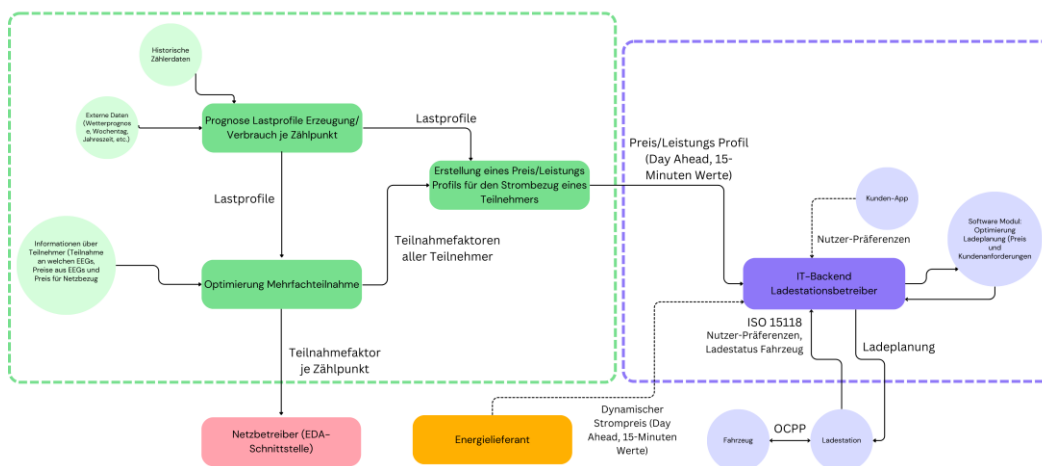 Historische
Zählerdaten
Externe Daten
(Wetterprognos
e, Wochentag,
Jahreszeit, etc.)
Prognose Lastprofile Erzeugung/
Verbrauch je Zählpunkt
Lastprofile
Lastprofile
Erstellung eines Preis/Leistungs
Profils für den Strombezug eines
Teilnehmers
Preis/Leistungs Profil
(Day Ahead, 15-
Minuten Werte)
Informationen über
Teilnehmer (Teilnahme
an welchen EEGs,
Preise aus EEGs und
Preis für Netzbezug
Optimierung Mehrfachteilnahme
Teilnahmefaktoren
aller Teilnehmer
Teilnahmefaktor
je Zählpunkt
Netzbetreiber (EDA-
Schnittstelle)
Energielieferant
Dynamischer
Strompreis (Day
Ahead, 15-Minuten
Werte)
Kunden-App
Nutzer-Präferenzen
Software Modul:
Optimierung
Ladeplanung (Preis
und
Kundenanforderungen
IT-Backend
Ladestationsbetreiber
ISO 15118
Nutzer-Präferenzen,
Ladestatus Fahrzeug
Ladeplanung
Fahrzeug
OCPP
Ladestation